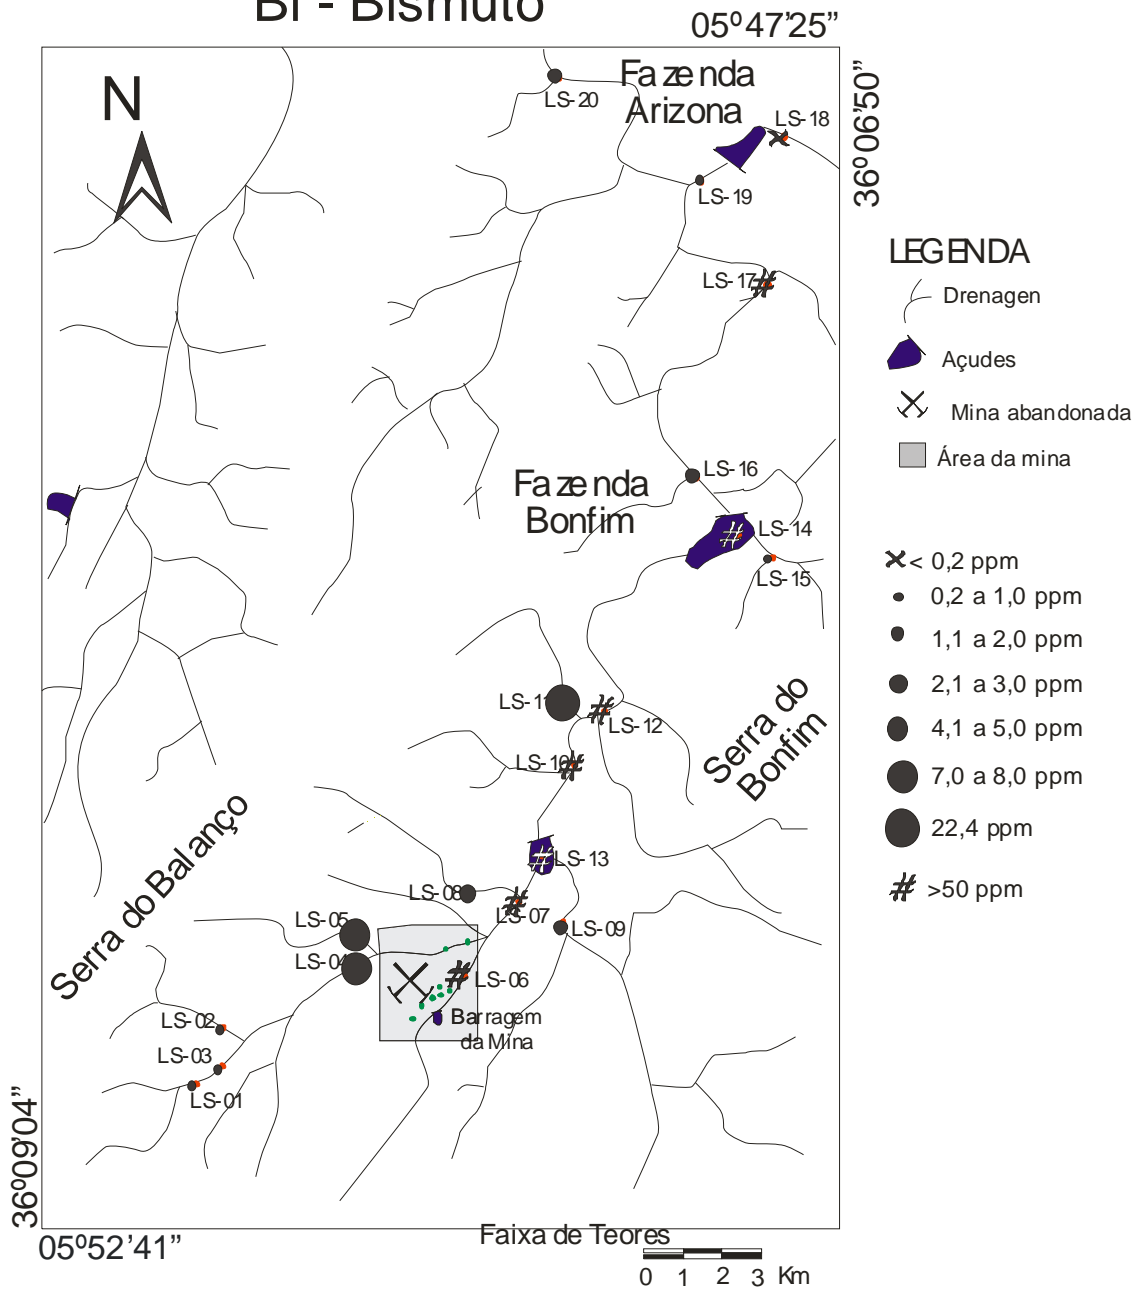 Bi - Bismuto
05º47'25”
36º06'50”
N
Fazenda
Arizona
LS-20
LS-18
LS-19
LS-17
LEGENDA
Drenagen
Açudes
Mina abandonada
Área da mina
Fazenda
Bonfim
LS-16
LS-14
LS-15
< 0,2 ppm
0,2 a 1,0 ppm
1,1 a 2,0 ppm
2,1 a 3,0 ppm
4,1 a 5,0 ppm
7,0 a 8,0 ppm
22,4 ppm
>50 ppm
LS-11
LS-12
LS-10
Serra do
Bonfim
Serra do Balanço
LS-13
LS-08
LS-07
LS-05
LS-09
LS-04
LS-06
Barragem
da Mina
LS-02
LS-03
LS-01
36º09'04”
05º52'41”
Faixa de Teores
0 1 2 3 Km